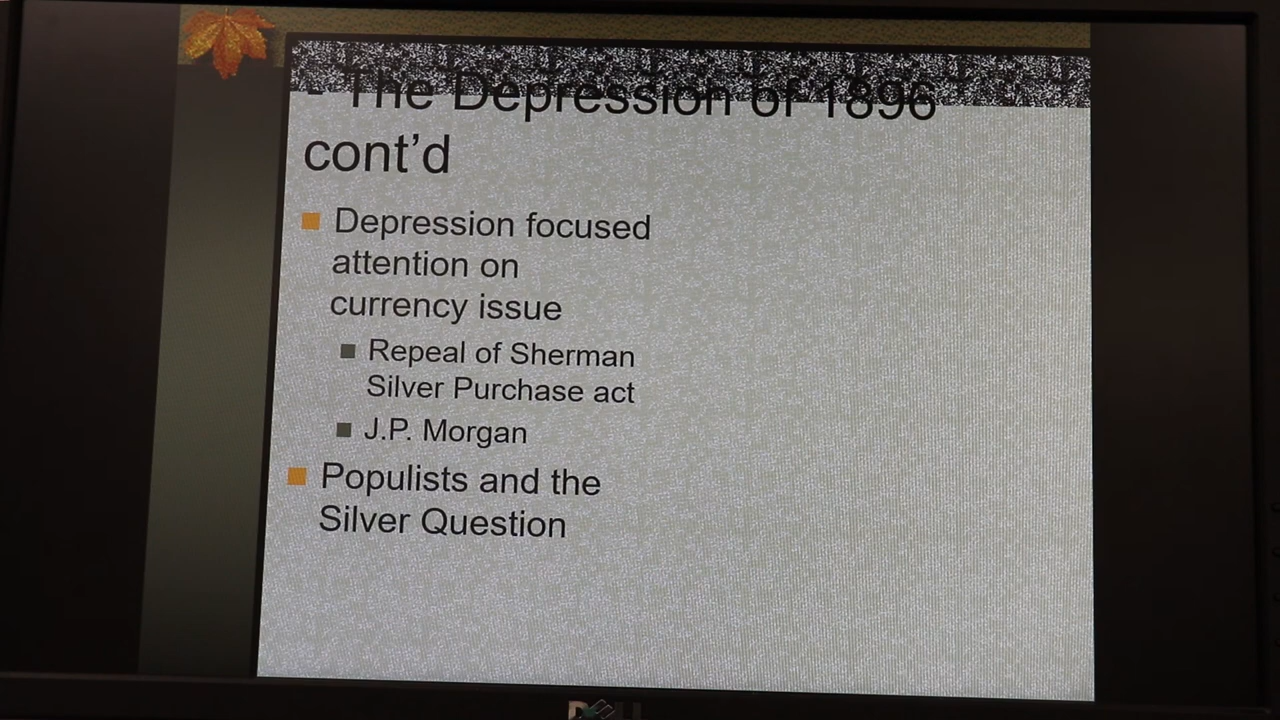 - The Depression of 1896
cont'd
Depression focused
attention on
currency issue
Repeal of Sherman
Silver Purchase act
J.P. Morgan
Populists and the
Silver Question
DELL